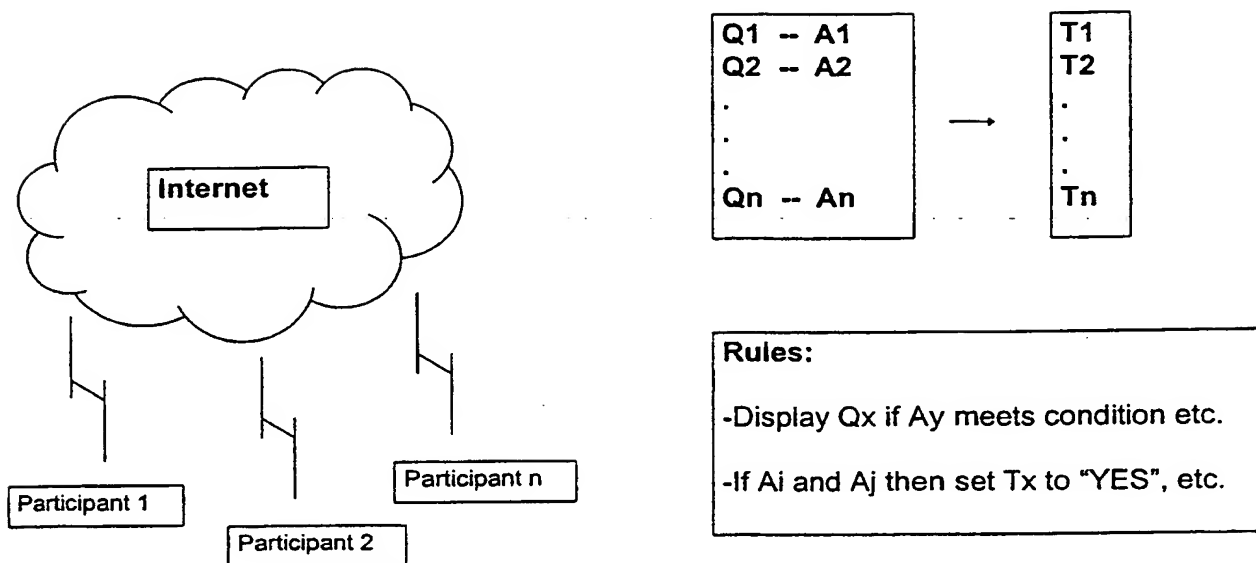 Internet
Participant 1
Participant 2
Participant n
Q1 -- A1
Q2 -- A2
.
.
.
Qn -- An
T1
T2
.
.
.
Tn
Rules:
-Display Qx if Ay meets condition etc.
-If Ai and Aj then set Tx to “YES”, etc.